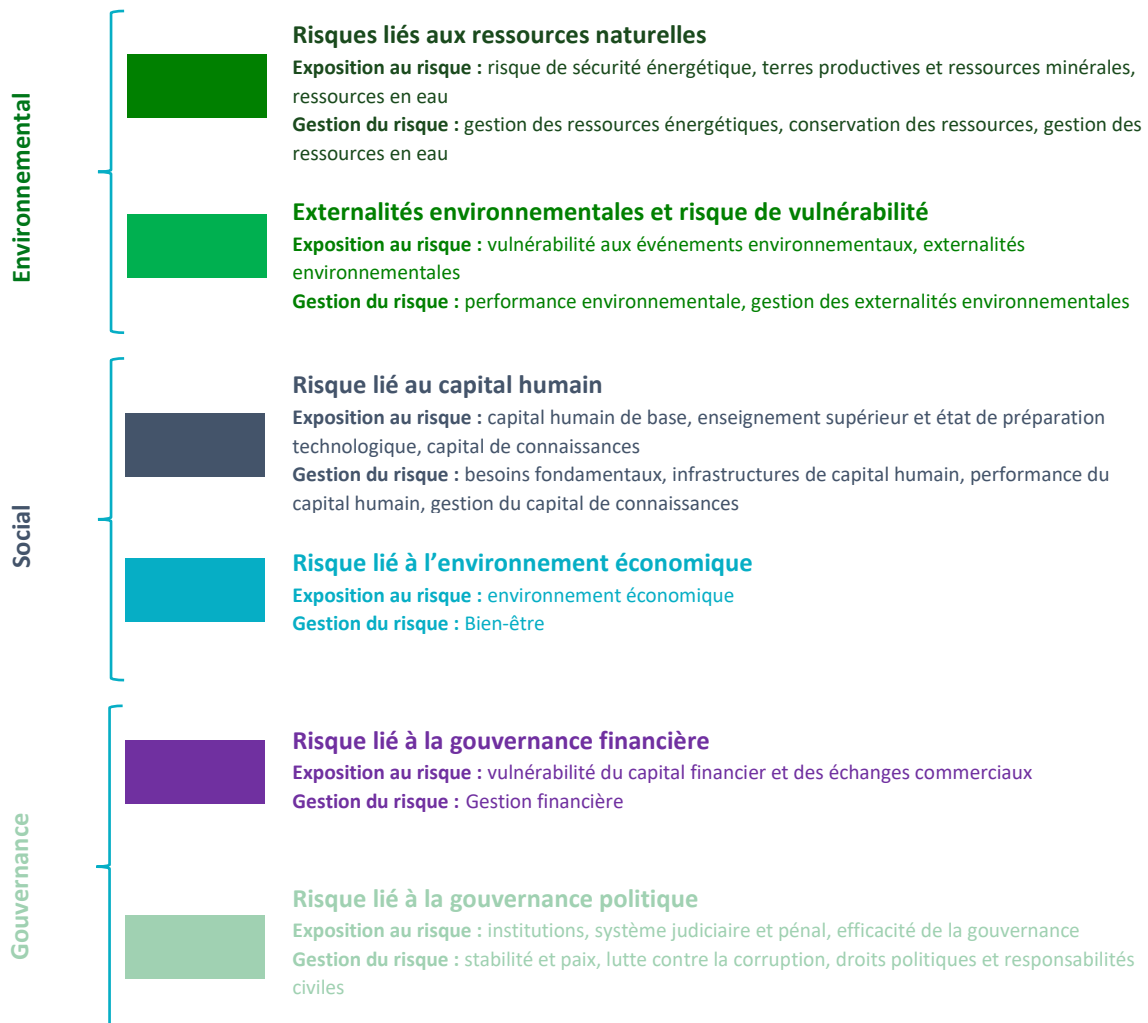 Environnemental
Risques liés aux ressources naturelles
Exposition au risque : risque de sécurité énergétique, terres productives et ressources minérales,
ressources en eau
Gestion du risque : gestion des ressources énergétiques, conservation des ressources, gestion des
ressources en eau
Externalités environnementales et risque de vulnérabilité
Exposition au risque : vulnérabilité aux événements environnementaux, externalités
environnementales
Gestion du risque : performance environnementale, gestion des externalités environnementales
Social
Risque lié au capital humain
Exposition au risque : capital humain de base, enseignement supérieur et état de préparation
technologique, capital de connaissances
Gestion du risque : besoins fondamentaux, infrastructures de capital humain, performance du
capital humain, gestion du capital de connaissances
Risque lié à l’environnement économique
Exposition au risque : environnement économique
Gestion du risque : Bien-être
Gouvernance
Risque lié à la gouvernance financière
Exposition au risque : vulnérabilité du capital financier et des échanges commerciaux
Gestion du risque : Gestion financière
Risque lié à la gouvernance politique
Exposition au risque : institutions, système judiciaire et pénal, efficacité de la gouvernance
Gestion du risque : stabilité et paix, lutte contre la corruption, droits politiques et responsabilités
civiles